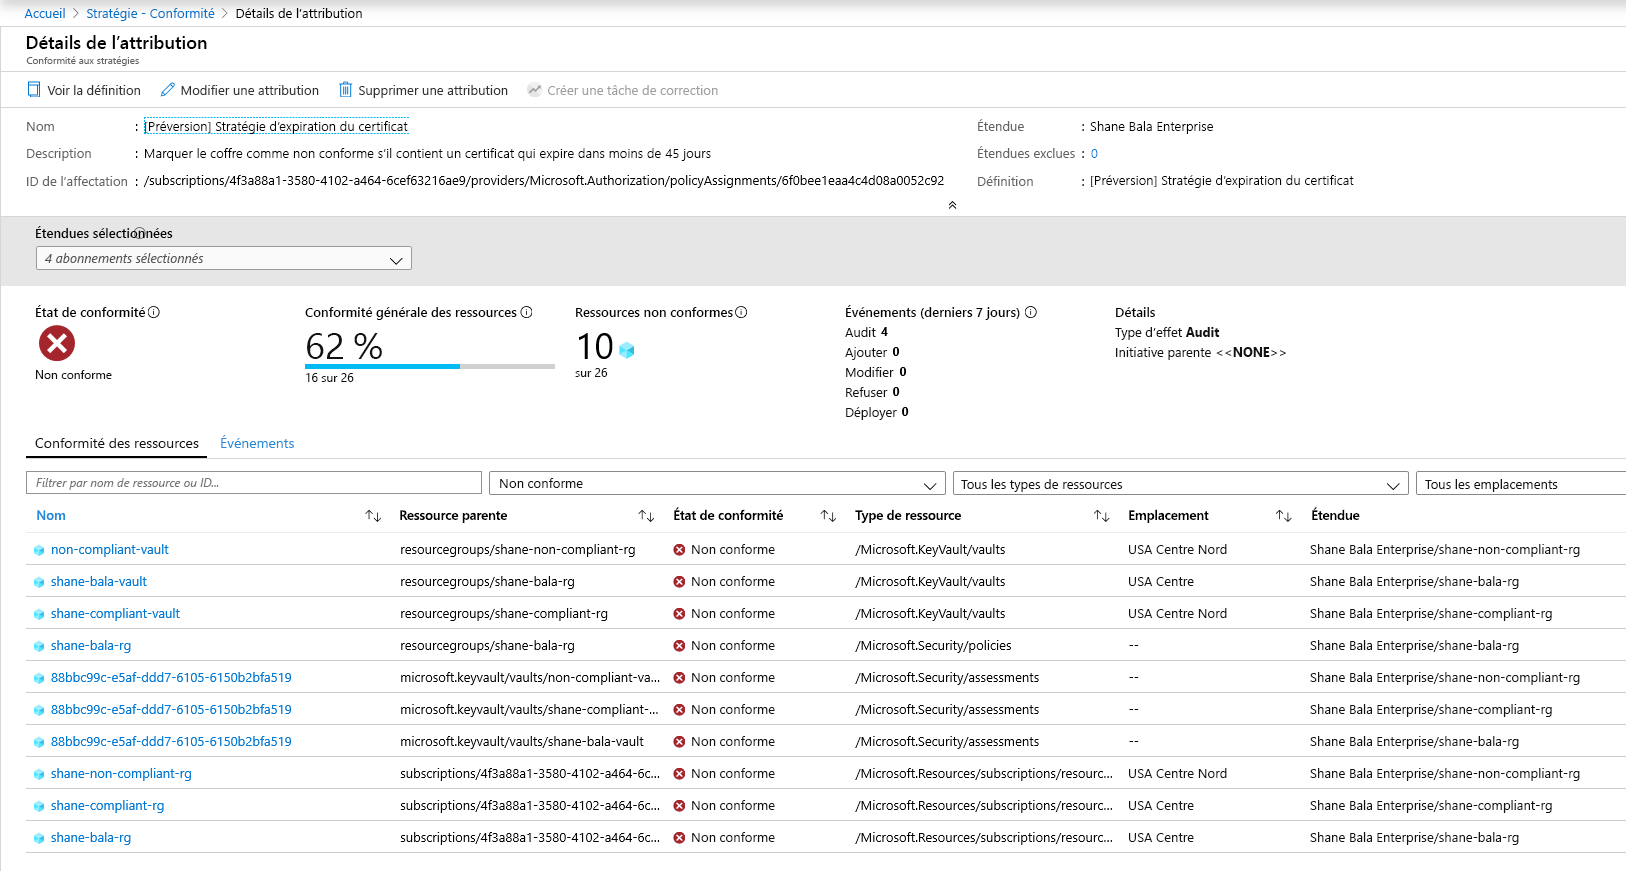 Accueil > Stratégie - Conformité > Détails de l'attribution
Détails de l'attribution
Conformité aux stratégies
Voir la définition Modifier une attribution Supprimer une attribution Créer une tâche de correction
Nom : [Préversion] Stratégie d'expiration du certificat Étendue : Shane Bala Enterprise
Description : Marquer le coffre comme non conforme s'il contient un certificat qui expire dans moins de 45 jours Étendues exclues : 0
ID de l'affectation : /subscriptions/4f3a88a1-3580-4102-a464-6cef63216ae9/providers/Microsoft.Authorization/policyAssignments/6f0bee1eaa4c4d08a0052c92 Définition : [Préversion] Stratégie d'expiration du certificat
Étendues sélectionnées
4 abonnements sélectionnés
État de conformité Conformité générale des ressources Ressources non conformes Événements (derniers 7 jours) Détails
62 % 10 Audit 4 Type d'effet Audit
Non conforme 16 sur 26 sur 26 Ajouter 0 Initiative parente <<NONE>>
Modifier 0
Refuser 0
Déployer 0
Conformité des ressources Événements
Filtrer par nom de ressource ou ID... Non conforme Tous les types de ressources Tous les emplacements
Nom Ressource parente État de conformité Type de ressource Emplacement Étendue
non-compliant-vault resourcegroups/shane-non-compliant-rg Non conforme /Microsoft.KeyVault/vaults USA Centre Nord Shane Bala Enterprise/shane-non-compliant-rg
shane-bala-vault resourcegroups/shane-bala-rg Non conforme /Microsoft.KeyVault/vaults USA Centre Shane Bala Enterprise/shane-bala-rg
shane-compliant-vault resourcegroups/shane-compliant-rg Non conforme /Microsoft.KeyVault/vaults USA Centre Nord Shane Bala Enterprise/shane-compliant-rg
shane-bala-rg resourcegroups/shane-bala-rg Non conforme /Microsoft.Security/policies -- Shane Bala Enterprise/shane-bala-rg
88bbc99c-e5af-ddd7-6105-6150b2bfa519 microsoft.keyvault/vaults/non-compliant-va... Non conforme /Microsoft.Security/assessments -- Shane Bala Enterprise/shane-non-compliant-rg
88bbc99c-e5af-ddd7-6105-6150b2bfa519 microsoft.keyvault/vaults/shane-compliant-... Non conforme /Microsoft.Security/assessments -- Shane Bala Enterprise/shane-compliant-rg
88bbc99c-e5af-ddd7-6105-6150b2bfa519 microsoft.keyvault/vaults/shane-bala-vault Non conforme /Microsoft.Security/assessments -- Shane Bala Enterprise/shane-bala-rg
shane-non-compliant-rg subscriptions/4f3a88a1-3580-4102-a464-6c... Non conforme /Microsoft.Resources/subscriptions/resourc... USA Centre Nord Shane Bala Enterprise/shane-non-compliant-rg
shane-compliant-rg subscriptions/4f3a88a1-3580-4102-a464-6c... Non conforme /Microsoft.Resources/subscriptions/resourc... USA Centre Shane Bala Enterprise/shane-compliant-rg
shane-bala-rg subscriptions/4f3a88a1-3580-4102-a464-6c... Non conforme /Microsoft.Resources/subscriptions/resourc... USA Centre Shane Bala Enterprise/shane-bala-rg